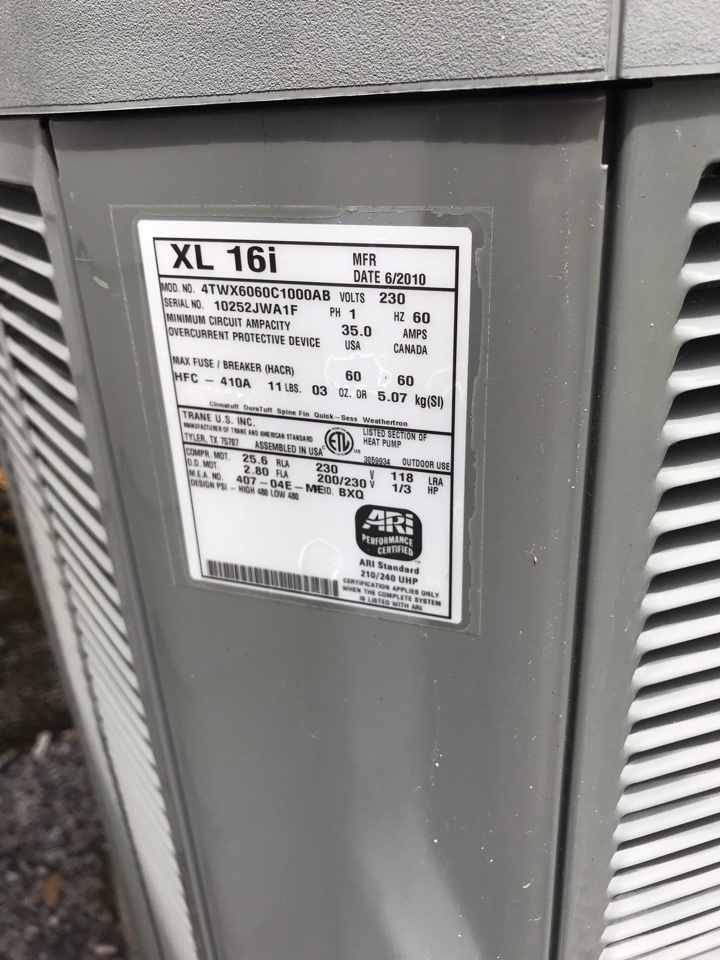 XL 16i
MFR
DATE 6/2010
MOD. NO. 4TWX6060C1000AB VOLTS 230
SERIAL NO. 10252JWA1F PH 1 HZ 60
MINIMUM CIRCUIT AMPACITY 35.0 AMPS
OVERCURRENT PROTECTIVE DEVICE USA CANADA
MAX FUSE / BREAKER (HACR) 60 60
HFC - 410A 11 LBS. 03 OZ. OR 5.07 kg(SI)
Climatuff DuraTuff Spine Fin Quick-Sess Weathertron
TRANE U.S. INC.
MANUFACTURER OF TRANE AND AMERICAN STANDARD
TYLER, TX 75707 ASSEMBLED IN USA
ETL US
LISTED SECTION OF
HEAT PUMP
3059934 OUTDOOR USE
COMPR. MOT. 25.6 RLA 230 V 118 LRA
O.D. MOT. 2.80 FLA 200/230 V 1/3 HP
M.E.A. NO. 407-04E-MEID. BXQ
DESIGN PSI - HIGH 480 LOW 480
ARI
PERFORMANCE
CERTIFIED
ARI Standard
210/240 UHP
CERTIFICATION APPLIES ONLY
WHEN THE COMPLETE SYSTEM
IS LISTED WITH ARI